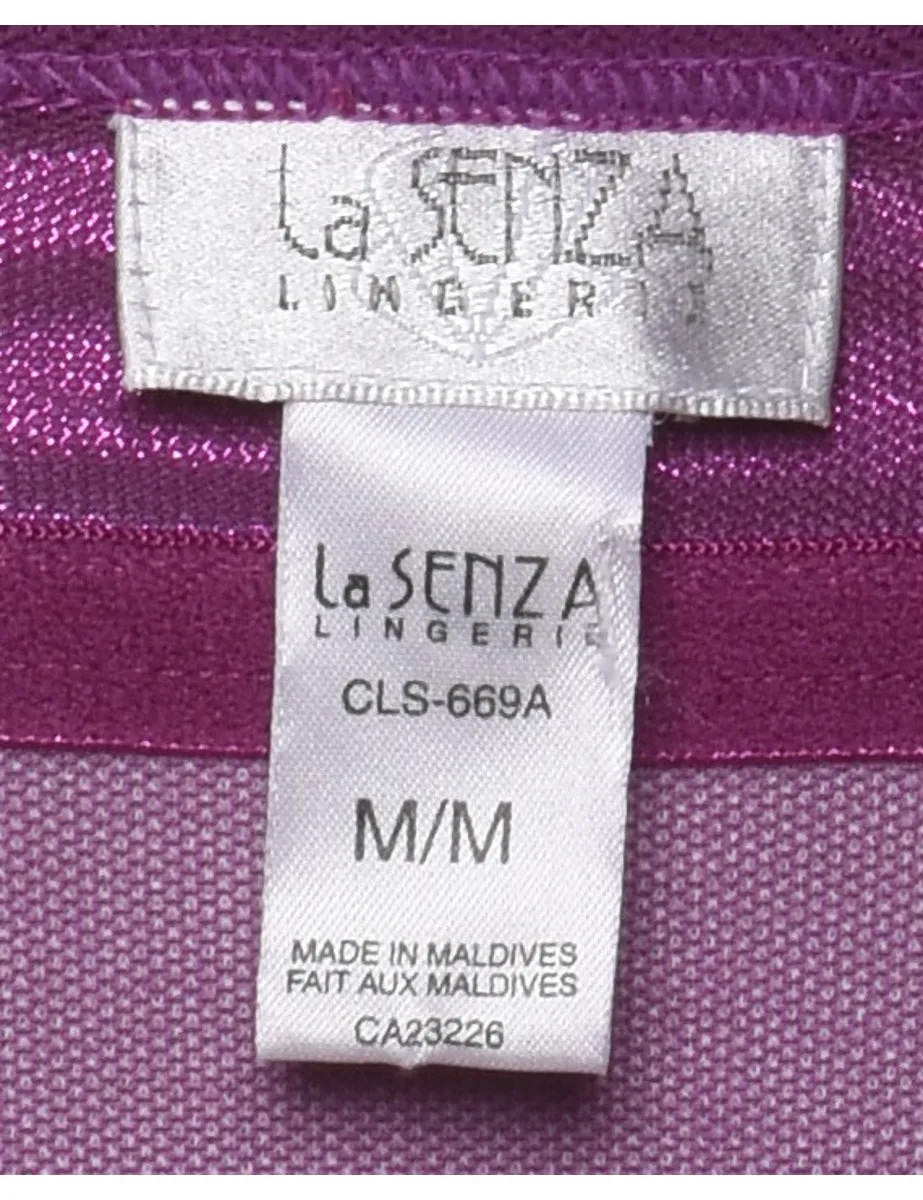 La SENZA
LINGERIE
La SENZA
LINGERIE
CLS-669A
M/M
MADE IN MALDIVES
FAIT AUX MALDIVES
CA23226